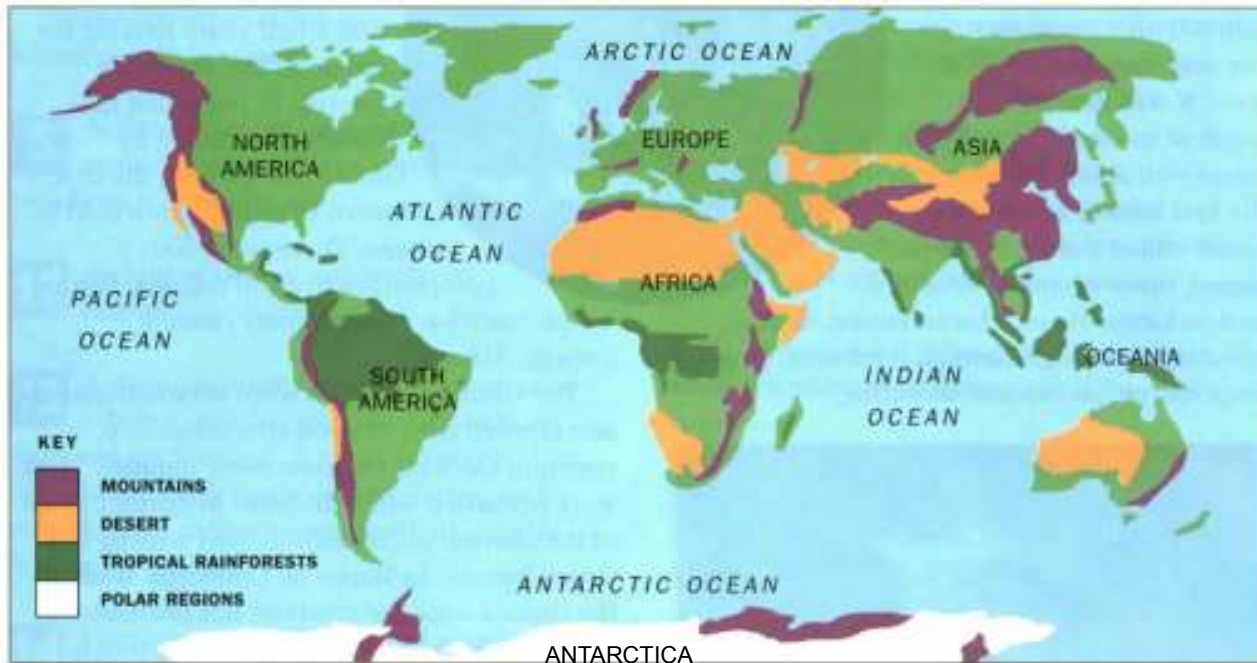 ARCTIC OCEAN
NORTH
AMERICA
EUROPE
ASIA
ATLANTIC
OCEAN
AFRICA
PACIFIC
OCEAN
SOUTH
AMERICA
INDIAN
OCEAN
OCEANIA
KEY
MOUNTAINS
DESERT
TROPICAL RAINFORESTS
POLAR REGIONS
ANTARCTIC OCEAN
ANTARCTICA